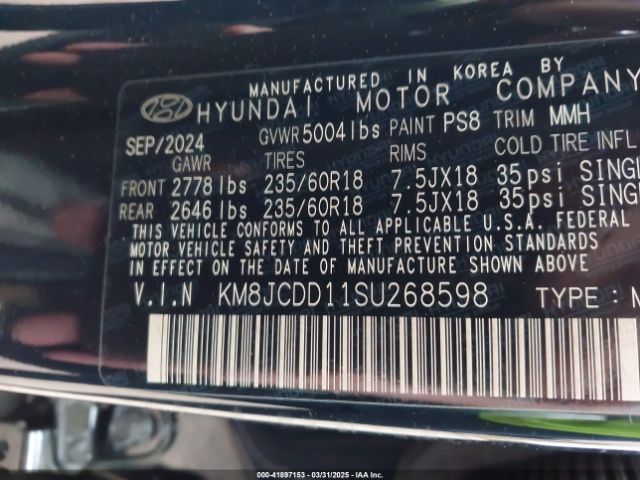 MANUFACTURED IN KOREA BY
HYUNDAI MOTOR COMPANY
SEP/2024 GVWR 5004 lbs PAINT PS8 TRIM MMH
GAWR TIRES RIMS COLD TIRE INFL
FRONT 2778 lbs 235/60R18 7.5JX18 35psi SING
REAR 2646 lbs 235/60R18 7.5JX18 35psi SING
THIS VEHICLE CONFORMS TO ALL APPLICABLE U.S.A. FEDERAL
MOTOR VEHICLE SAFETY AND THEFT PREVENTION STANDARDS
IN EFFECT ON THE DATE OF MANUFACTURE SHOWN ABOVE.
V.I.N KM8JCDD11SU268598 TYPE:
000-41897153 - 03/31/2025 - IAA Inc.